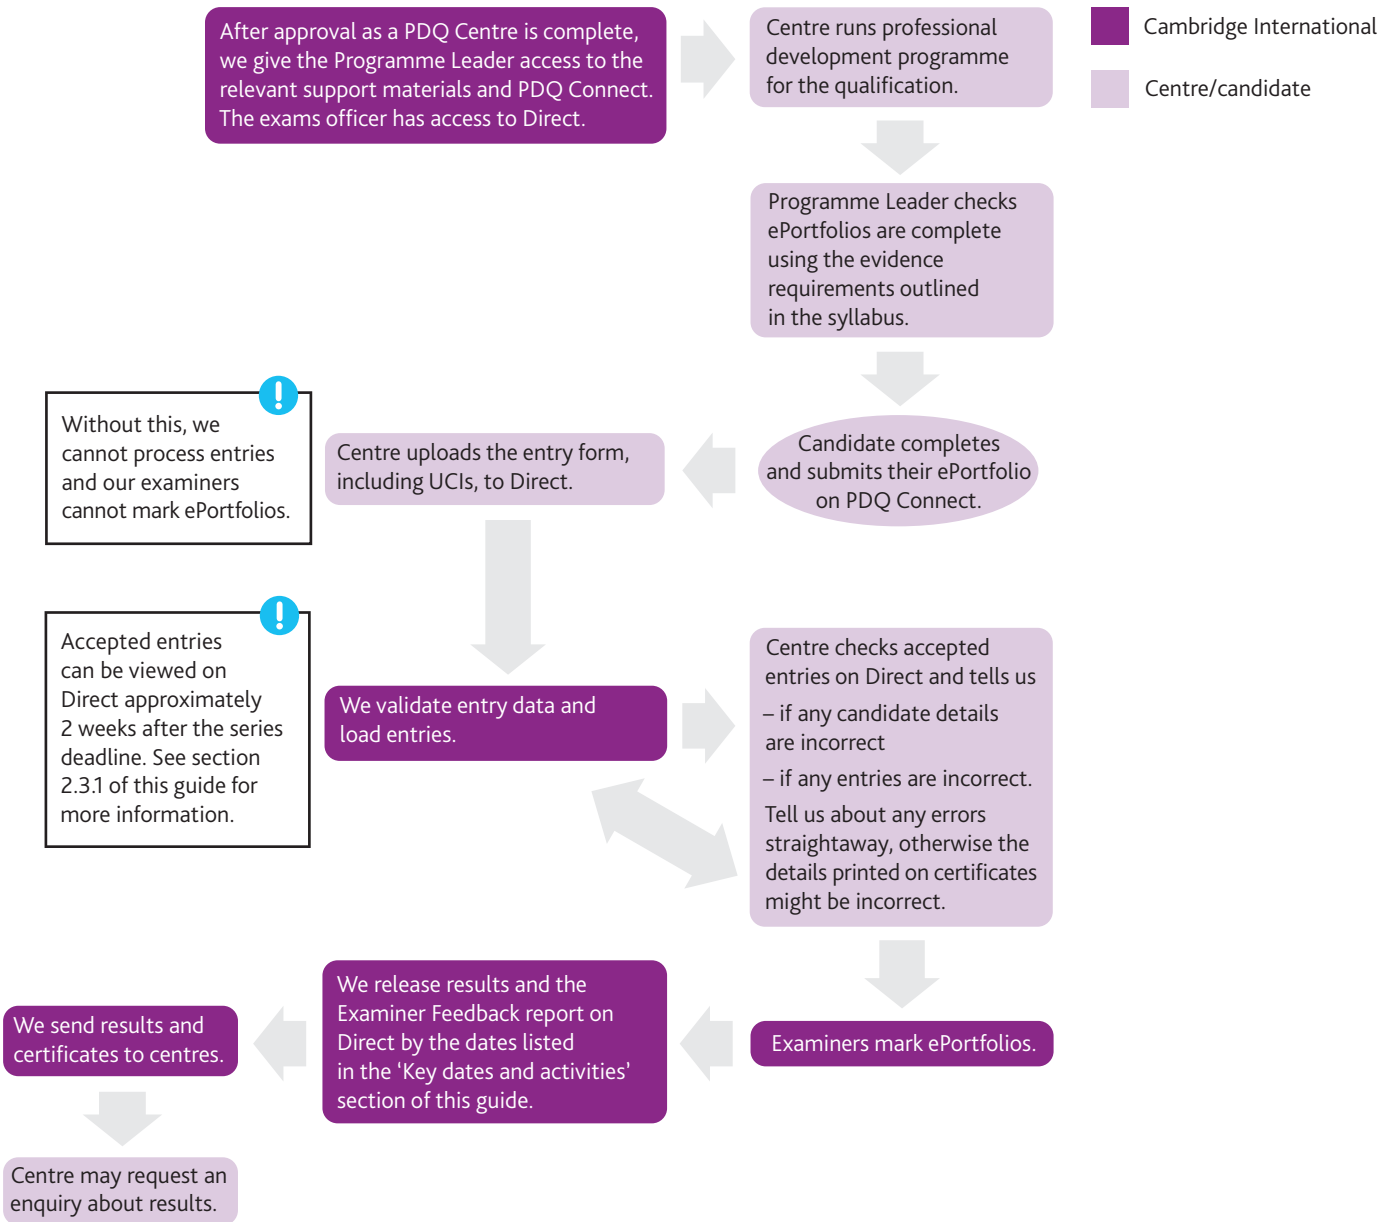 After approval as a PDQ Centre is complete,
we give the Programme Leader access to the
relevant support materials and PDQ Connect.
The exams officer has access to Direct.
Centre runs professional
development programme
for the qualification.
Cambridge International
Centre/candidate
Programme Leader checks
ePortfolios are complete
using the evidence
requirements outlined
in the syllabus.
Candidate completes
and submits their ePortfolio
on PDQ Connect.
Centre uploads the entry form,
including UCIs, to Direct.
!
Without this, we
cannot process entries
and our examiners
cannot mark ePortfolios.
!
Accepted entries
can be viewed on
Direct approximately
2 weeks after the series
deadline. See section
2.3.1 of this guide for
more information.
We validate entry data and
load entries.
Centre checks accepted
entries on Direct and tells us
– if any candidate details
are incorrect
– if any entries are incorrect.
Tell us about any errors
straightaway, otherwise the
details printed on certificates
might be incorrect.
Examiners mark ePortfolios.
We release results and the
Examiner Feedback report on
Direct by the dates listed
in the ‘Key dates and activities’
section of this guide.
We send results and
certificates to centres.
Centre may request an
enquiry about results.